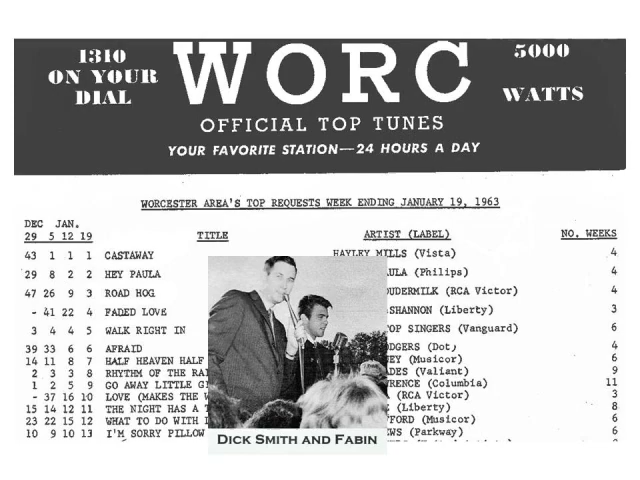 1310
ON YOUR
DIAL
WORC
5000
WATTS
OFFICIAL TOP TUNES
YOUR FAVORITE STATION—24 HOURS A DAY
WORCESTER AREA'S TOP REQUESTS WEEK ENDING JANUARY 19, 1963
DEC JAN.
29 5 12 19 TITLE ARTIST (LABEL) NO. WEEKS
43 1 1 1 CASTAWAY HAYLEY MILLS (Vista) 4
29 8 2 2 HEY PAULA AULA (Philips) 4
47 26 9 3 ROAD HOG OUDERMILK (RCA Victor) 4
- 41 22 4 FADED LOVE SHANNON (Liberty) 3
3 4 4 5 WALK RIGHT IN OP SINGERS (Vanguard) 6
39 33 6 6 AFRAID DGERS (Dot) 4
14 11 8 7 HALF HEAVEN HALF EY (Musicor) 6
2 3 3 8 RHYTHM OF THE RAI DES (Valiant) 9
1 2 5 9 GO AWAY LITTLE GI RENCE (Columbia) 11
- 37 16 10 LOVE (MAKES THE W (RCA Victor) 3
15 14 12 11 THE NIGHT HAS A T (Liberty) 8
23 22 15 12 WHAT TO DO WITH L FORD (Musicor) 6
10 9 10 13 I'M SORRY PILLOW WS (Parkway) 6
DICK SMITH AND FABIN